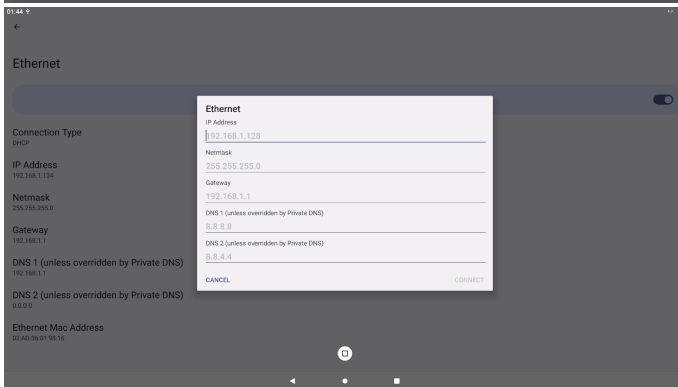 01:44
Ethernet
Connection Type
DHCP
IP Address
192.168.1.134
Netmask
255.255.255.0
Gateway
192.168.1.1
DNS 1 (unless overridden by Private DNS)
192.168.1.1
DNS 2 (unless overridden by Private DNS)
0.0.0.0
Ethernet Mac Address
02:AD:36:01:90:16
Ethernet
IP Address
192.168.1.128
Netmask
255.255.255.0
Gateway
192.168.1.1
DNS 1 (unless overridden by Private DNS)
8.8.8.8
DNS 2 (unless overridden by Private DNS)
8.8.4.4
CANCEL CONNECT